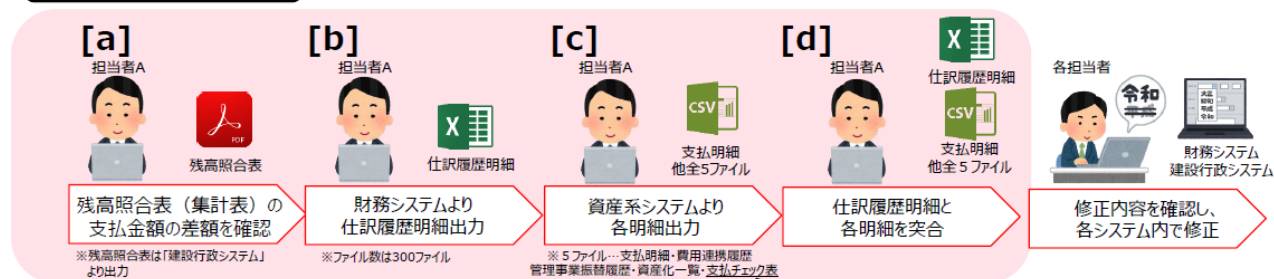 [a]
担当者A
PDF
残高照合表
残高照合表（集計表）の
支払金額の差額を確認
※残高照合表は「建設行政システム」
より出力
[b]
担当者A
X
仕訳履歴明細
財務システムより
仕訳履歴明細出力
※ファイル数は300ファイル
[c]
担当者A
CSV
支払明細
他全5ファイル
資産系システムより
各明細出力
※５ファイル…支払明細・費用連携履歴
管理事業振替履歴・資産化一覧・支払チェック表
[d]
担当者A
X
仕訳履歴明細
CSV
支払明細
他全５ファイル
仕訳履歴明細と
各明細を突合
各担当者
令和
平成
大正
昭和
平成
令和
財務システム
建設行政システム
修正内容を確認し、
各システム内で修正